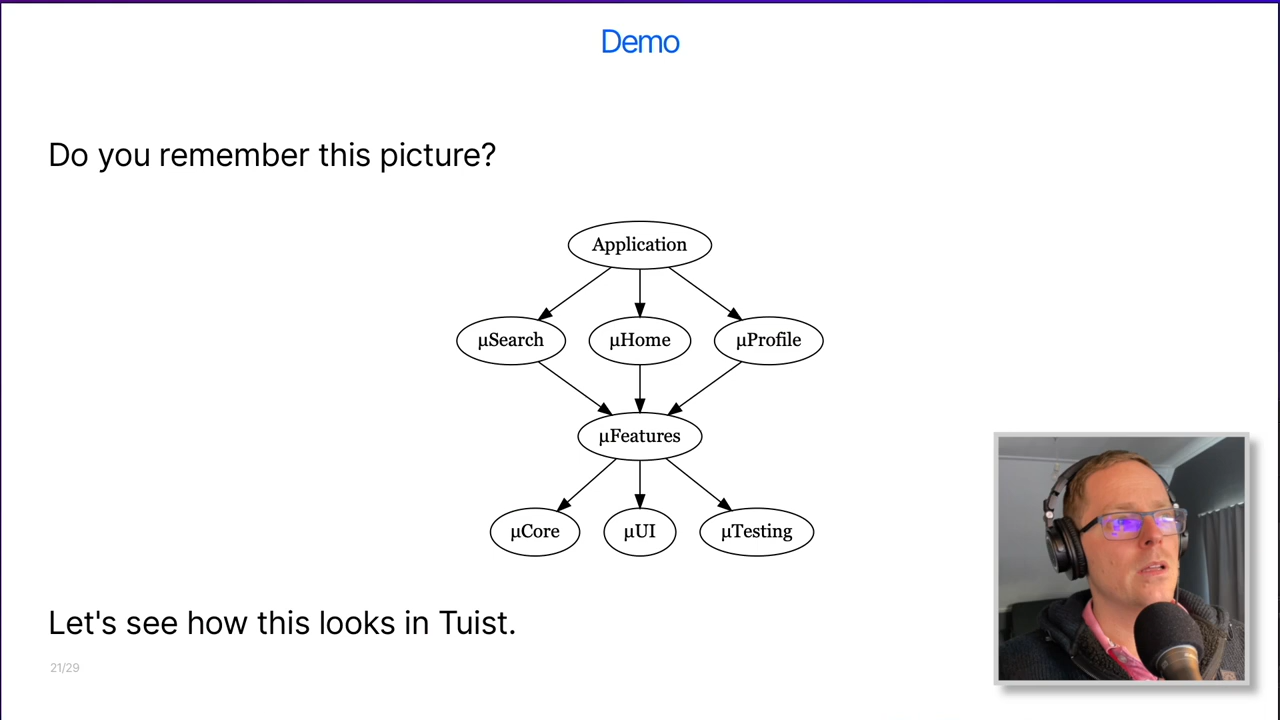 Demo
Do you remember this picture?
Application
µSearch
µHome
µProfile
µFeatures
µCore
µUI
µTesting
Let's see how this looks in Tuist.
21/29